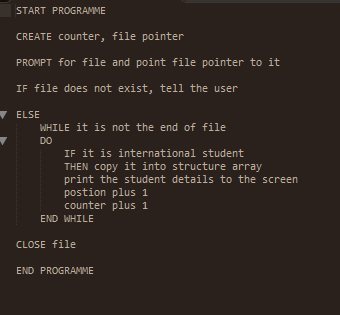 START PROGRAMME
CREATE counter, file pointer
PROMPT for file and point file pointer to it
IF file does not exist, tell the user
ELSE
WHILE it is not the end of file
DO
IF it is international student
THEN copy it into structure array
print the student details to the screen
postion plus 1
counter plus 1
END WHILE
CLOSE file
END PROGRAMME